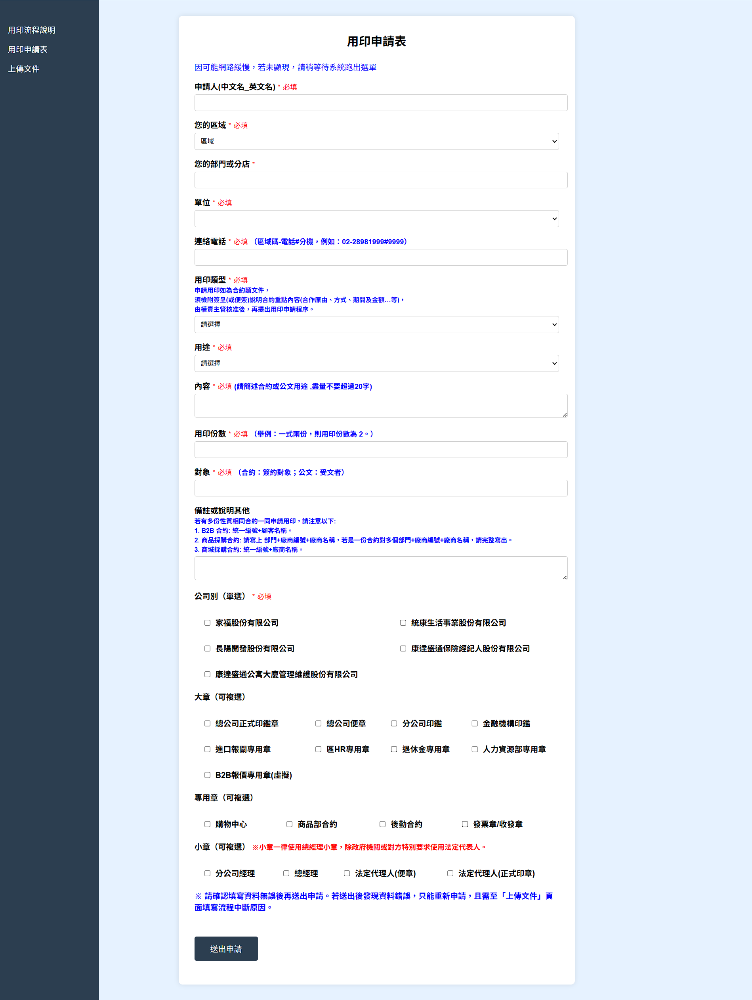 用印流程說明
用印申請表
上傳文件
用印申請表
因可能網路緩慢，若未顯現，請稍等待系統跑出選單
申請人(中文名_英文名) * 必填
您的區域 * 必填
區域
您的部門或分店 *
單位 * 必填
連絡電話 * 必填 （區域碼-電話#分機，例如：02-28981999#9999）
用印類型 * 必填
申請用印如為合約類文件，
須檢附簽呈(或便簽)說明合約重點內容(合作原由、方式、期間及金額...等)，
由權責主管核准後，再提出用印申請程序。
請選擇
用途 * 必填
請選擇
內容 * 必填 (請簡述合約或公文用途 ,盡量不要超過20字)
用印份數 * 必填 （舉例：一式兩份，則用印份數為 2。）
對象 * 必填 （合約：簽約對象；公文：受文者）
備註或說明其他
若有多份性質相同合約一同申請用印，請注意以下:
1. B2B 合約: 統一編號+顧客名稱。
2. 商品採購合約: 請寫上 部門+廠商編號+廠商名稱，若是一份合約對多個部門+廠商編號+廠商名稱，請完整寫出。
3. 商城採購合約: 統一編號+廠商名稱。
公司別（單選） * 必填
家福股份有限公司 統康生活事業股份有限公司
長陽開發股份有限公司 康達盛通保險經紀人股份有限公司
康達盛通公寓大廈管理維護股份有限公司
大章（可複選）
總公司正式印鑑章 總公司便章 分公司印鑑 金融機構印鑑
進口報關專用章 區HR專用章 退休金專用章 人力資源部專用章
B2B報價專用章(虛擬)
專用章（可複選）
購物中心 商品部合約 後勤合約 發票章/收發章
小章（可複選） ※小章一律使用總經理小章，除政府機關或對方特別要求使用法定代表人。
分公司經理 總經理 法定代理人(便章) 法定代理人(正式印章)
※ 請確認填寫資料無誤後再送出申請。若送出後發現資料錯誤，只能重新申請，且需至「上傳文件」頁
面填寫流程中斷原因。
送出申請